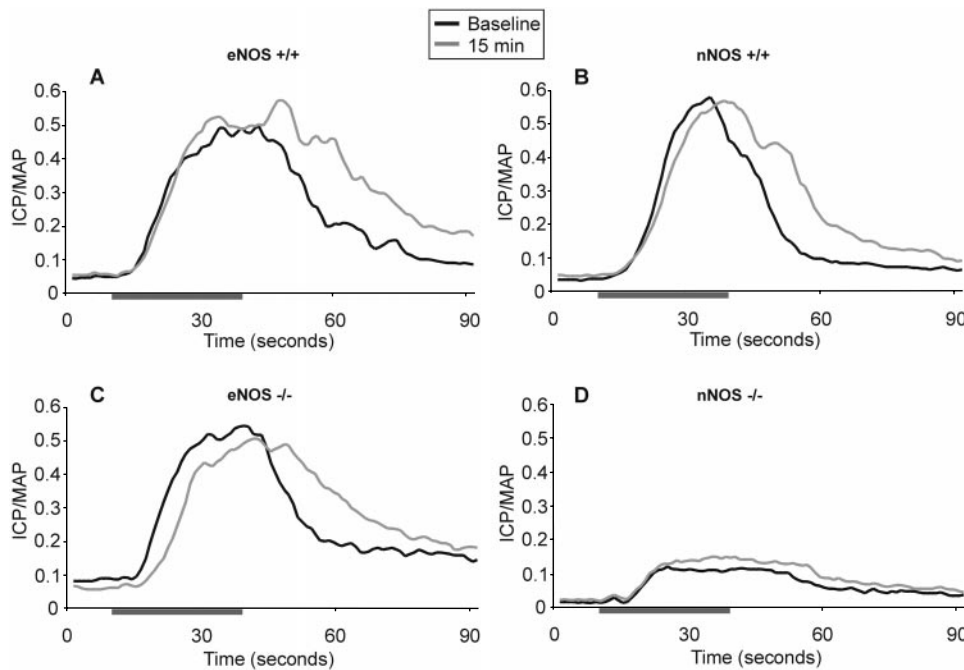 Baseline
15 min
eNOS +/+
nNOS +/+
A
B
0.6
0.5
0.4
0.3
0.2
0.1
0
ICP/MAP
0 30 60 90
Time (seconds)
0.6
0.5
0.4
0.3
0.2
0.1
0
ICP/MAP
0 30 60 90
Time (seconds)
eNOS -/-
nNOS -/-
C
D
0.6
0.5
0.4
0.3
0.2
0.1
0
ICP/MAP
0 30 60 90
Time (seconds)
0.6
0.5
0.4
0.3
0.2
0.1
0
ICP/MAP
0 30 60 90
Time (seconds)